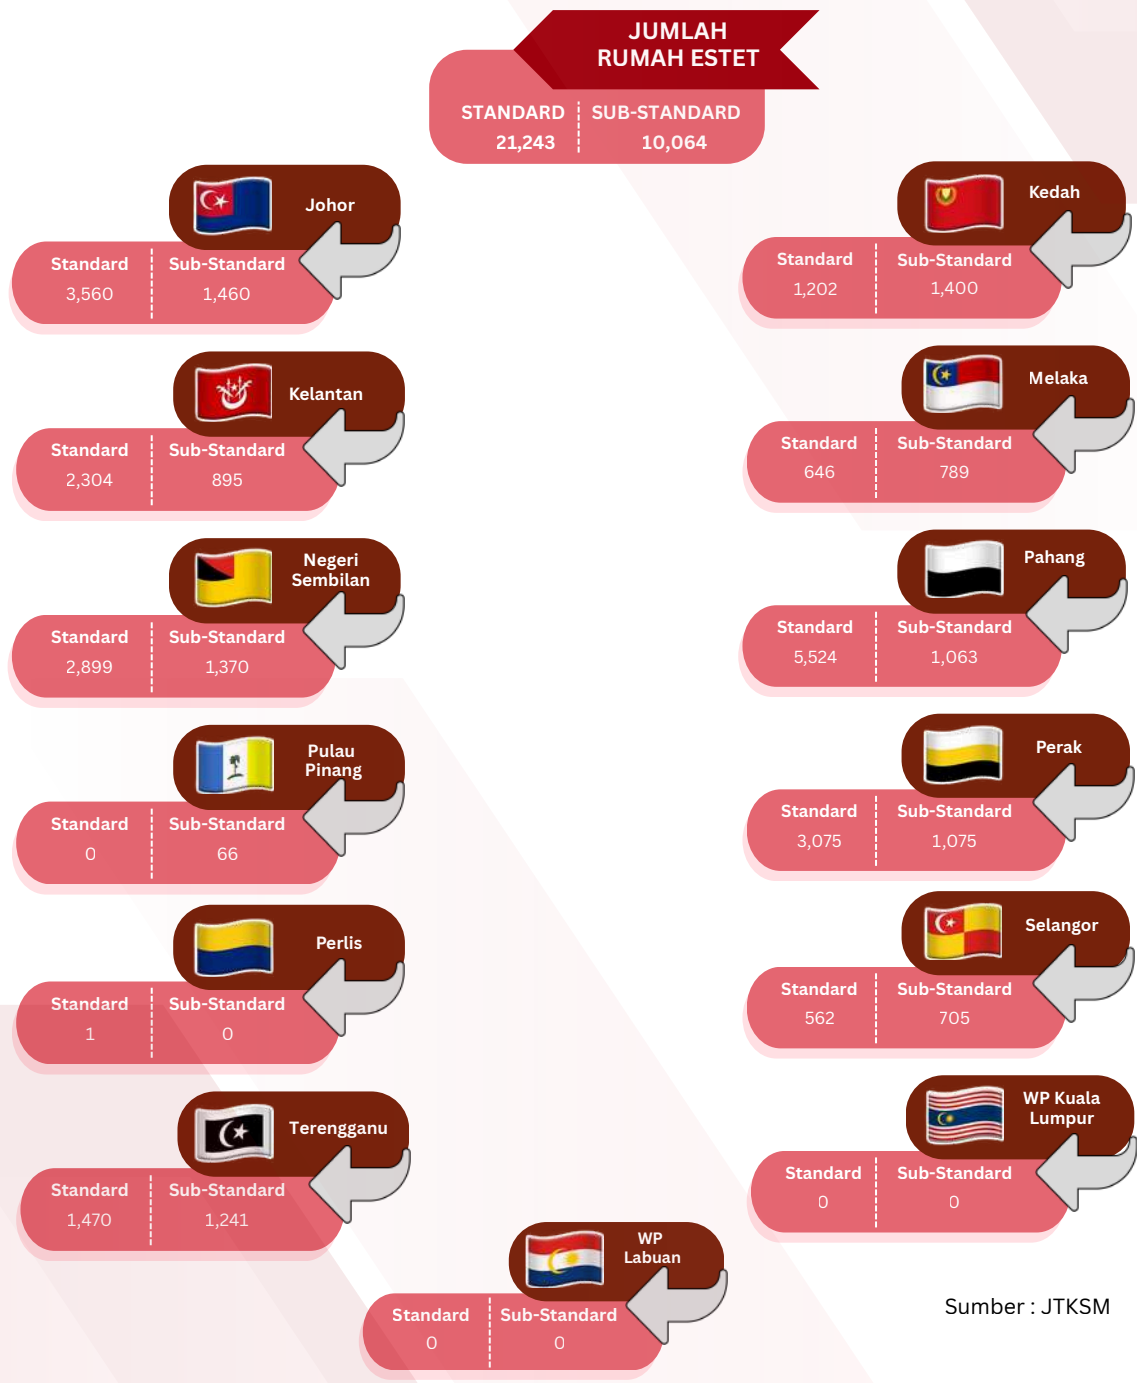 JUMLAH
RUMAH ESTET
STANDARD SUB-STANDARD
21,243 10,064
Johor
Standard Sub-Standard
3,560 1,460
Kedah
Standard Sub-Standard
1,202 1,400
Kelantan
Standard Sub-Standard
2,304 895
Melaka
Standard Sub-Standard
646 789
Negeri
Sembilan
Standard Sub-Standard
2,899 1,370
Pahang
Standard Sub-Standard
5,524 1,063
Pulau
Pinang
Standard Sub-Standard
0 66
Perak
Standard Sub-Standard
3,075 1,075
Perlis
Standard Sub-Standard
1 0
Selangor
Standard Sub-Standard
562 705
Terengganu
Standard Sub-Standard
1,470 1,241
WP Kuala
Lumpur
Standard Sub-Standard
0 0
WP
Labuan
Standard Sub-Standard
0 0
Sumber : JTKSM